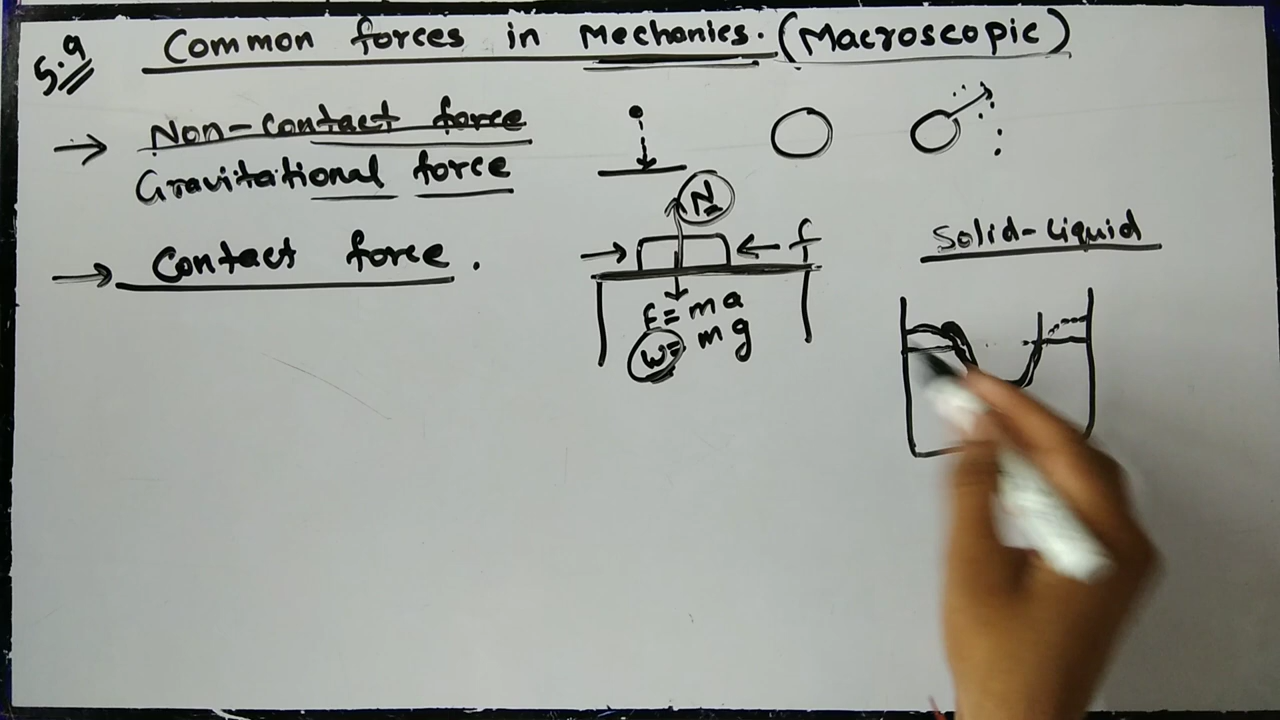 5.9 Common forces in Mechanics. (Macroscopic)
→ Non-contact force
Gravitational force
N
→ Contact force.
f
Solid-Liquid
F = ma
W = mg